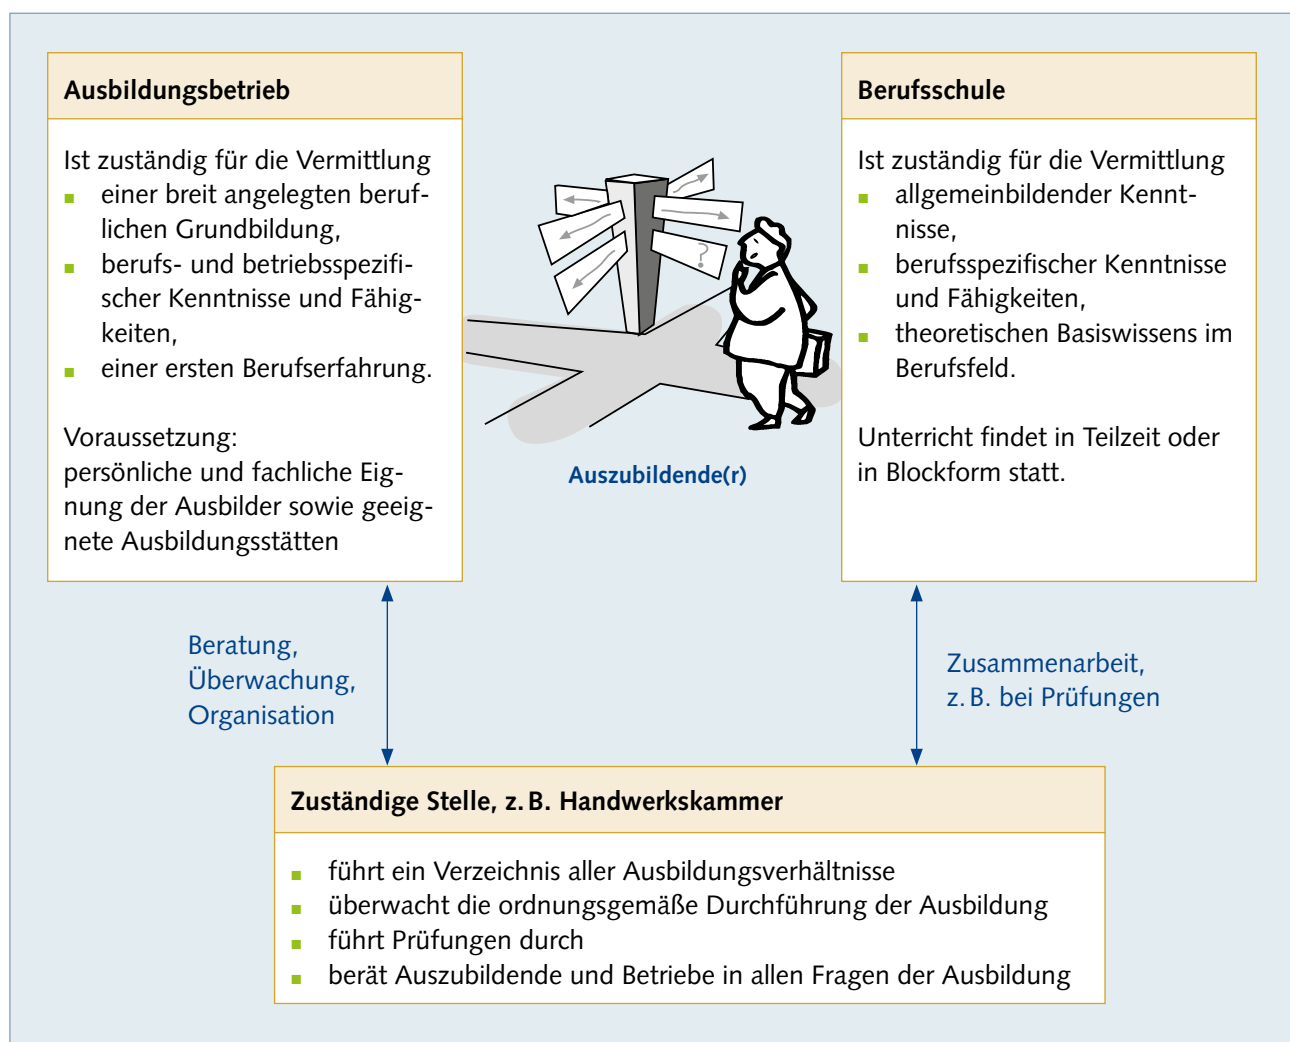 Ausbildungsbetrieb
Ist zuständig für die Vermittlung
einer breit angelegten beruf-
lichen Grundbildung,
berufs- und betriebsspezifi-
scher Kenntnisse und Fähig-
keiten,
einer ersten Berufserfahrung.
Voraussetzung:
persönliche und fachliche Eig-
nung der Ausbilder sowie geeig-
nete Ausbildungsstätten
?
Auszubildende(r)
Berufsschule
Ist zuständig für die Vermittlung
allgemeinbildender Kennt-
nisse,
berufsspezifischer Kenntnisse
und Fähigkeiten,
theoretischen Basiswissens im
Berufsfeld.
Unterricht findet in Teilzeit oder
in Blockform statt.
Beratung,
Überwachung,
Organisation
Zusammenarbeit,
z. B. bei Prüfungen
Zuständige Stelle, z. B. Handwerkskammer
führt ein Verzeichnis aller Ausbildungsverhältnisse
überwacht die ordnungsgemäße Durchführung der Ausbildung
führt Prüfungen durch
berät Auszubildende und Betriebe in allen Fragen der Ausbildung